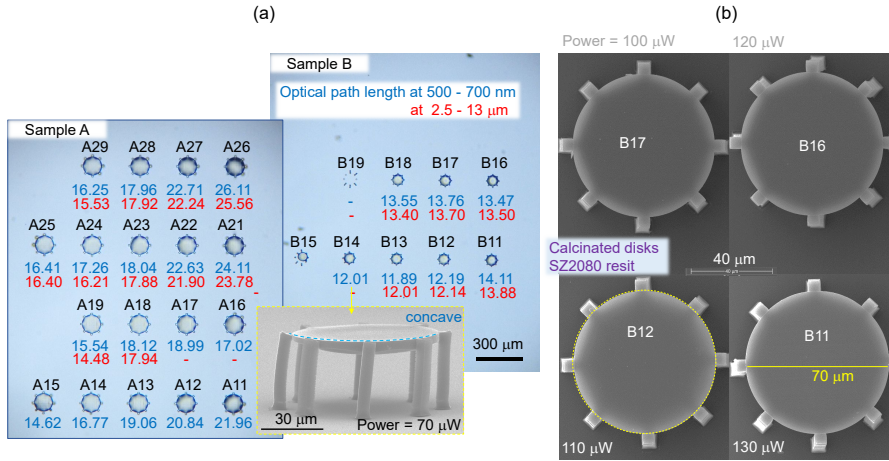 (a)
Sample B
Optical path length at 500 - 700 nm
at 2.5 - 13 μm
Sample A
A29 A28 A27 A26
16.25 17.96 22.71 26.11
15.53 17.92 22.24 25.56
A25 A24 A23 A22 A21
16.41 17.26 18.04 22.63 24.11
16.40 16.21 17.88 21.90 23.78
-
A19 A18 A17 A16
15.54 18.12 18.99 17.02
14.48 17.94 - -
A15 A14 A13 A12 A11
14.62 16.77 19.06 20.84 21.96
B19 B18 B17 B16
- 13.55 13.76 13.47
- 13.40 13.70 13.50
B15 B14 B13 B12 B11
12.01 11.89 12.19 14.11
- 12.01 12.14 13.88
concave
30 μm
Power = 70 μW
300 μm
(b)
Power = 100 μW
120 μW
B17
B16
Calcinated disks
SZ2080 resit
40 μm
40 μm
B12
B11
70 μm
110 μW
130 μW